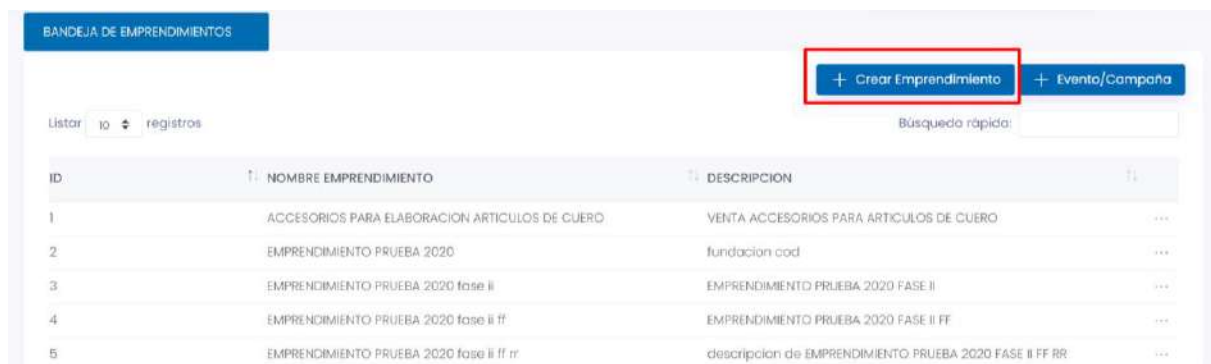 BANDEJA DE EMPRENDIMIENTOS
+ Crear Emprendimiento + Evento/Campaña
Listar 10 registros Búsqueda rápida:
ID NOMBRE EMPRENDIMIENTO DESCRIPCION
1 ACCESORIOS PARA ELABORACION ARTICULOS DE CUERO VENTA ACCESORIOS PARA ARTICULOS DE CUERO ...
2 EMPRENDIMIENTO PRUEBA 2020 fundacion cod ...
3 EMPRENDIMIENTO PRUEBA 2020 fase ii EMPRENDIMIENTO PRUEBA 2020 FASE II ...
4 EMPRENDIMIENTO PRUEBA 2020 fase ii ff EMPRENDIMIENTO PRUEBA 2020 FASE II FF ...
5 EMPRENDIMIENTO PRUEBA 2020 fase ii ff rr descripcion de EMPRENDIMIENTO PRUEBA 2020 FASE II FF RR ...